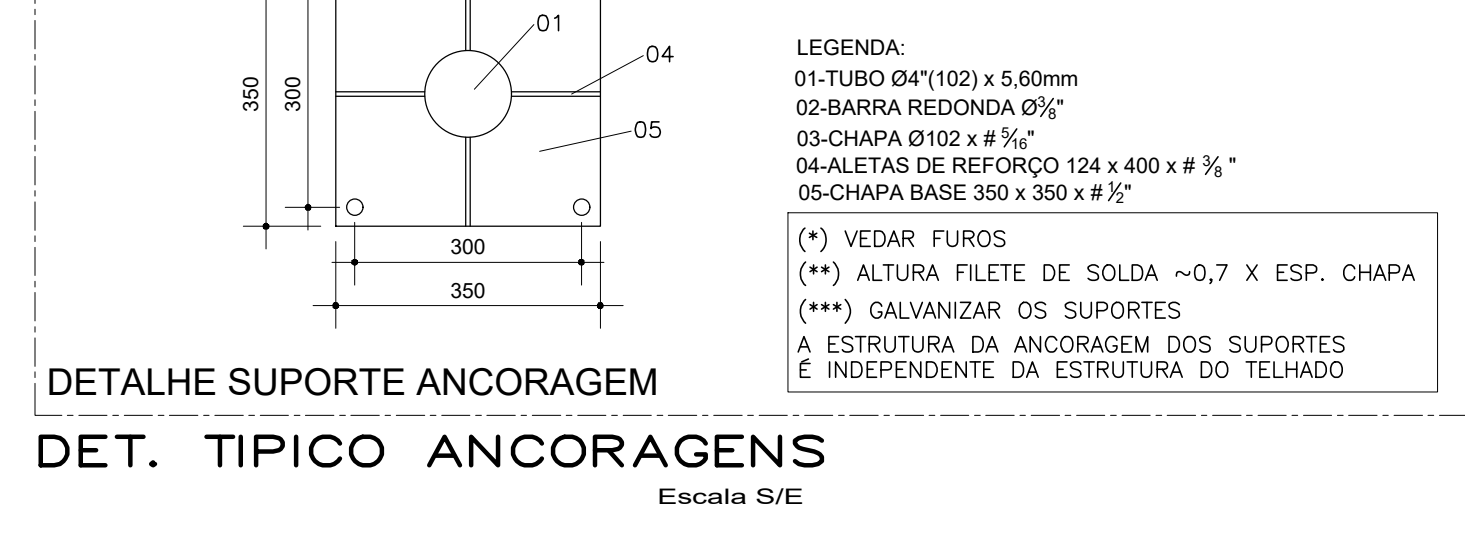 01
04
05
350
300
300
350
LEGENDA:
01-TUBO Ø4"(102) x 5,60mm
02-BARRA REDONDA Ø⅜"
03-CHAPA Ø102 x # 5⁄16"
04-ALETAS DE REFORÇO 124 x 400 x # ⅜ "
05-CHAPA BASE 350 x 350 x # ½"
(*) VEDAR FUROS
(**) ALTURA FILETE DE SOLDA ~0,7 X ESP. CHAPA
(***) GALVANIZAR OS SUPORTES
A ESTRUTURA DA ANCORAGEM DOS SUPORTES
É INDEPENDENTE DA ESTRUTURA DO TELHADO
DETALHE SUPORTE ANCORAGEM
DET. TIPICO ANCORAGENS
Escala S/E